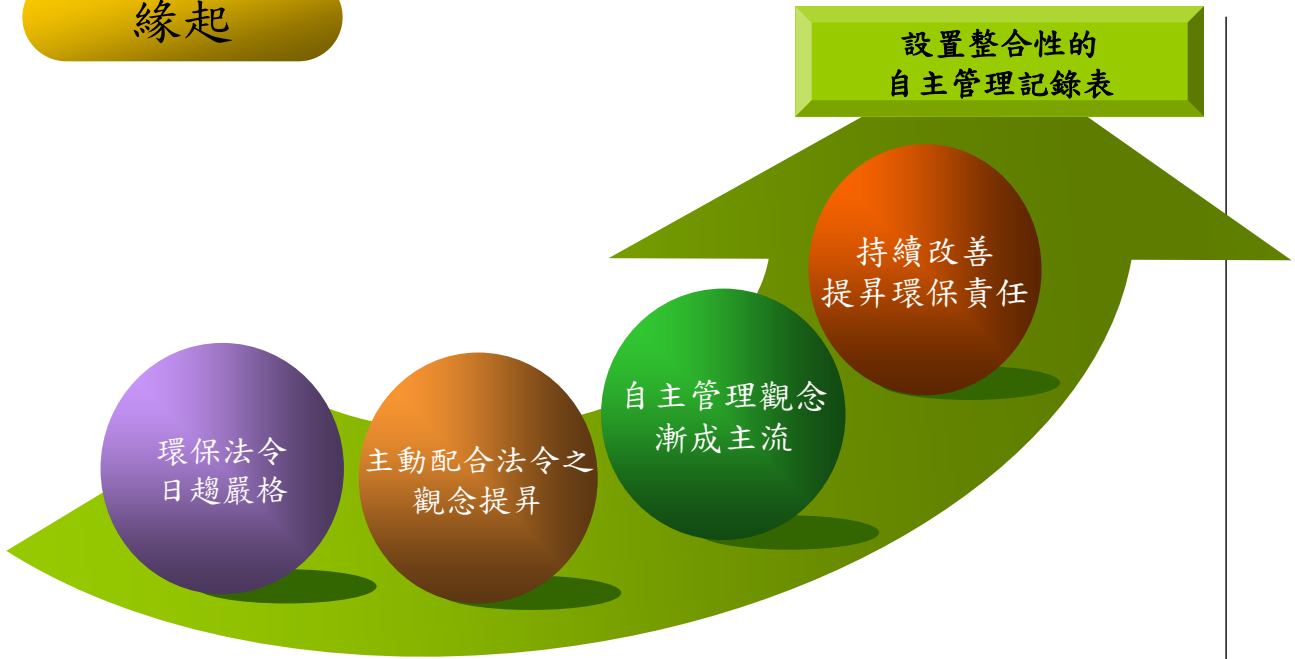 緣起
設置整合性的
自主管理記錄表
持續改善
提昇環保責任
自主管理觀念
漸成主流
主動配合法令之
觀念提昇
環保法令
日趨嚴格